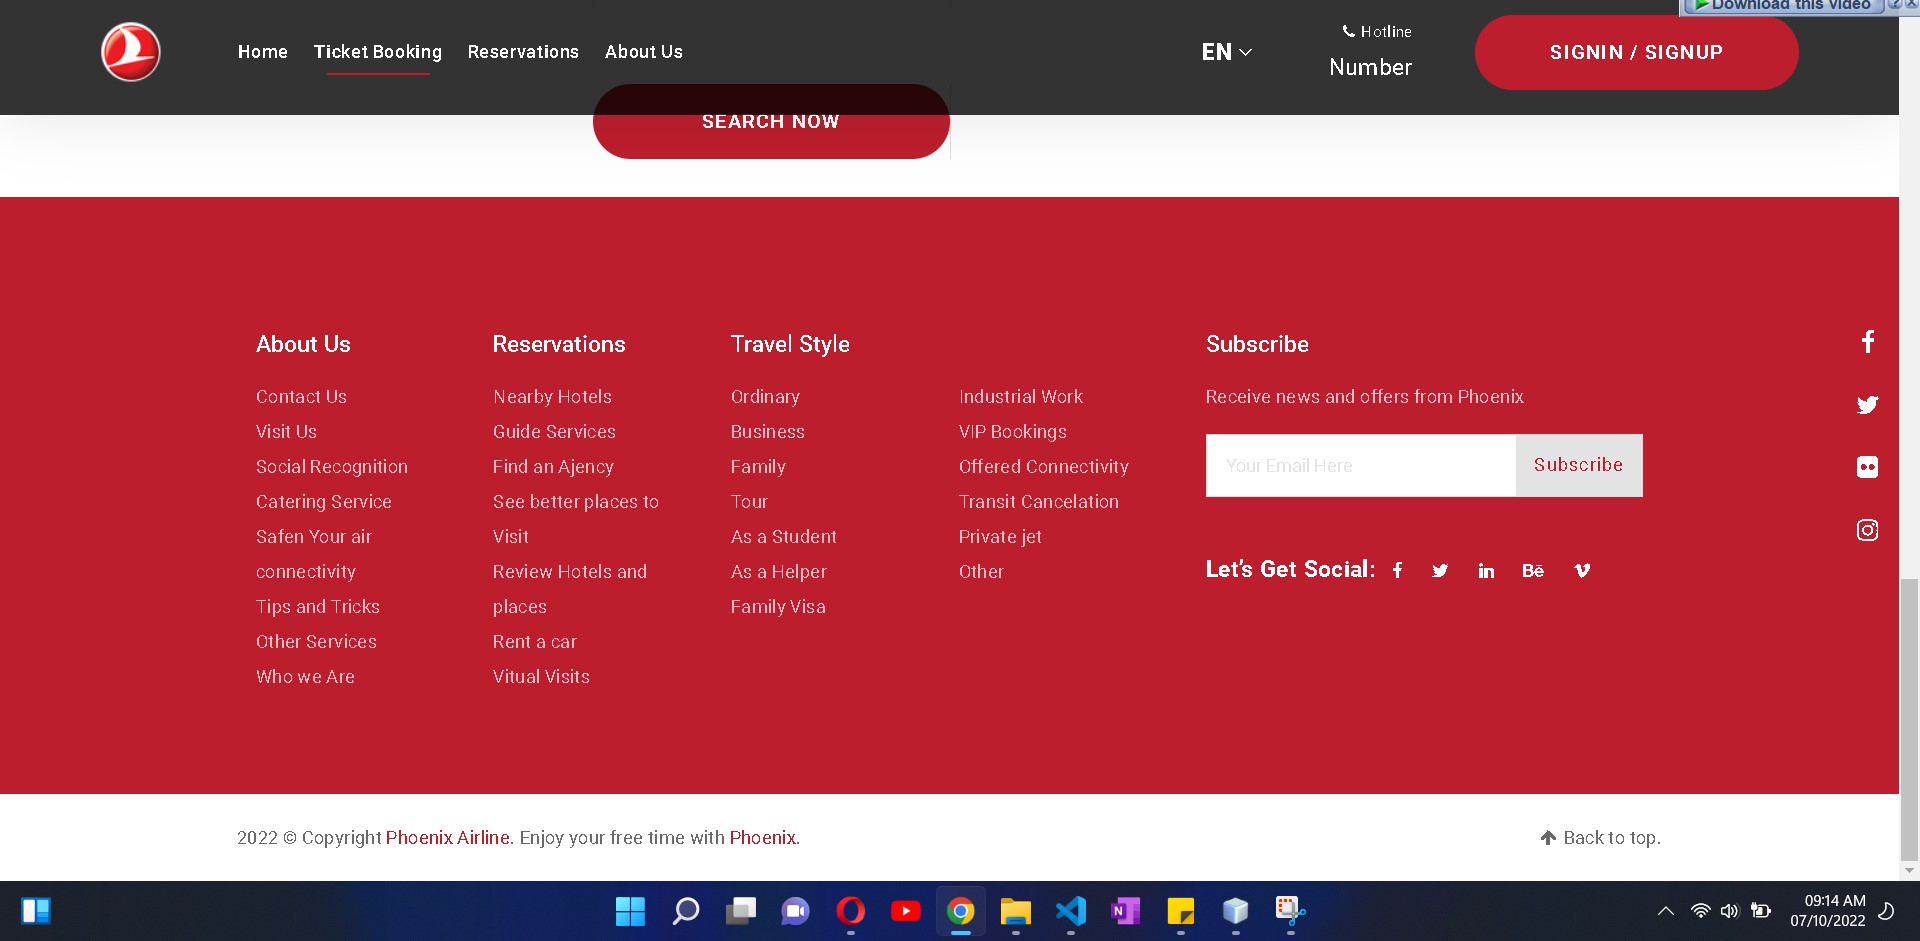 Download this video
Home Ticket Booking Reservations About Us EN Hotline
Number
SIGNIN / SIGNUP
SEARCH NOW
About Us
Contact Us
Visit Us
Social Recognition
Catering Service
Safen Your air
connectivity
Tips and Tricks
Other Services
Who we Are
Reservations
Nearby Hotels
Guide Services
Find an Ajency
See better places to
Visit
Review Hotels and
places
Rent a car
Vitual Visits
Travel Style
Ordinary
Business
Family
Tour
As a Student
As a Helper
Family Visa
Industrial Work
VIP Bookings
Offered Connectivity
Transit Cancelation
Private jet
Other
Subscribe
Receive news and offers from Phoenix
Your Email Here Subscribe
Let's Get Social:
2022 © Copyright Phoenix Airline. Enjoy your free time with Phoenix.
Back to top.
09:14 AM
07/10/2022